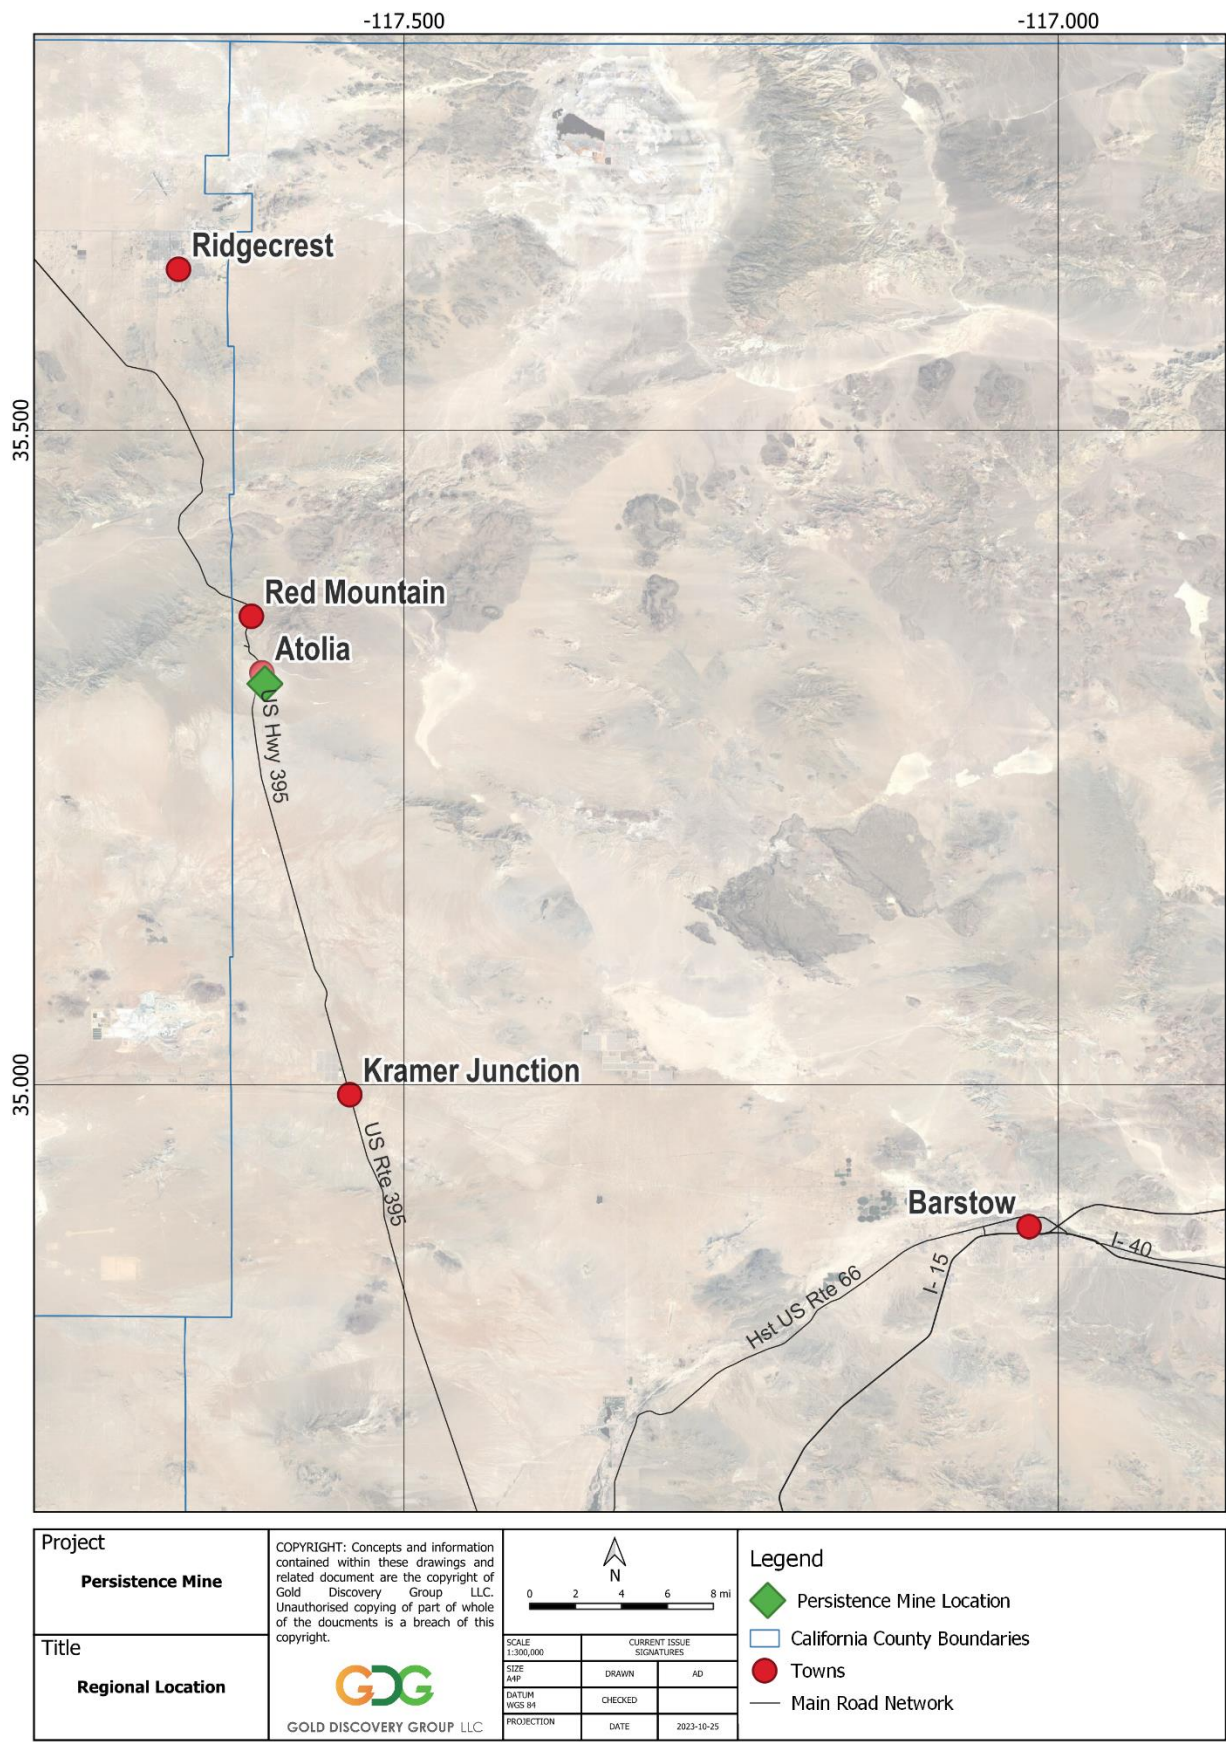 -117.500
-117.000
Ridgecrest
35.500
Red Mountain
Atolia
US Hwy 395
35.000
Kramer Junction
US Rte 395
Barstow
I- 40
I- 15
Hst US Rte 66
Project
Persistence Mine
Title
Regional Location
COPYRIGHT: Concepts and information
contained within these drawings and
related document are the copyright of
Gold Discovery Group LLC.
Unauthorised copying of part of whole
of the doucments is a breach of this
copyright.
GDG
GOLD DISCOVERY GROUP LLC
N
0 2 4 6 8 mi
SCALE
1:300,000
CURRENT ISSUE
SIGNATURES
SIZE
A4P
DRAWN
AD
DATUM
WGS 84
CHECKED
PROJECTION
DATE
2023-10-25
Legend
Persistence Mine Location
California County Boundaries
Towns
Main Road Network